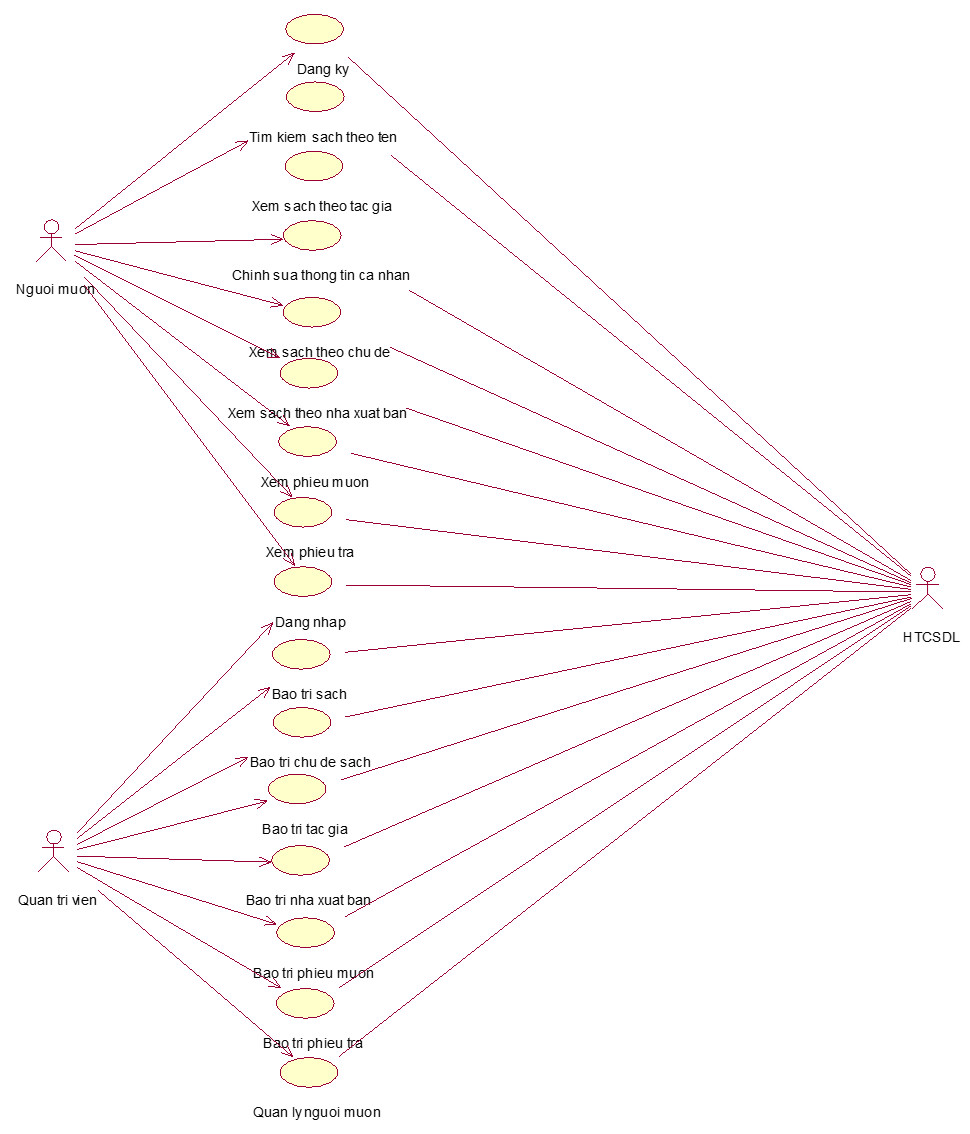 Dang ky
Tim kiem sach theo ten
Xem sach theo tac gia
Chinh sua thong tin ca nhan
Nguoi muon
Xem sach theo chu de
Xem sach theo nha xuat ban
Xem phieu muon
Xem phieu tra
Dang nhap
HTCSDL
Bao tri sach
Bao tri chu de sach
Bao tri tac gia
Quan tri vien
Bao tri nha xuat ban
Bao tri phieu muon
Bao tri phieu tra
Quan ly nguoi muon